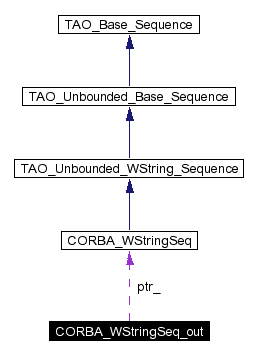 TAO_Base_Sequence
TAO_Unbounded_Base_Sequence
TAO_Unbounded_WString_Sequence
CORBA_WStringSeq
ptr_
CORBA_WStringSeq_out